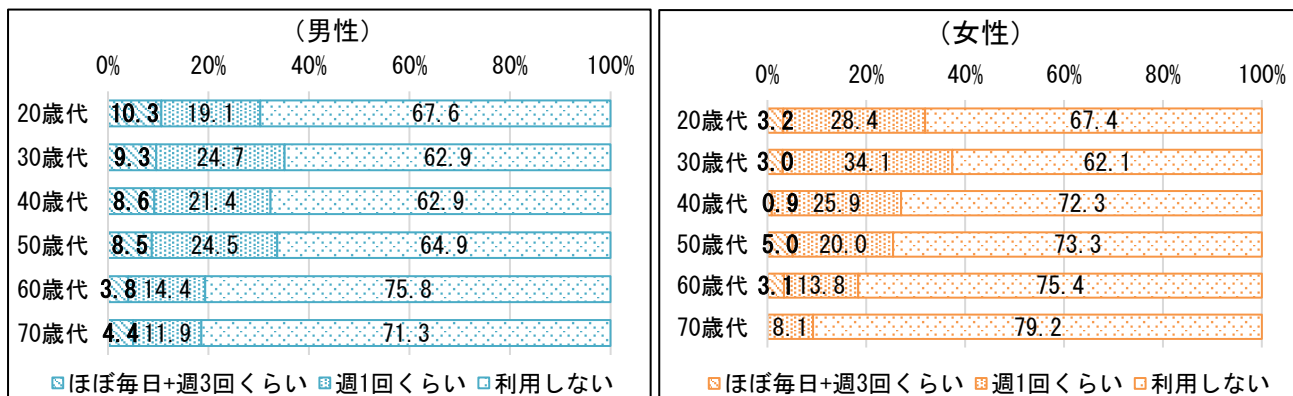 (男性)
0% 20% 40% 60% 80% 100%
20歳代 10.3 19.1 67.6
30歳代 9.3 24.7 62.9
40歳代 8.6 21.4 62.9
50歳代 8.5 24.5 64.9
60歳代 3.8 14.4 75.8
70歳代 4.4 11.9 71.3
ほぼ毎日+週3回くらい 週1回くらい 利用しない
(女性)
0% 20% 40% 60% 80% 100%
20歳代 3.2 28.4 67.4
30歳代 3.0 34.1 62.1
40歳代 0.9 25.9 72.3
50歳代 5.0 20.0 73.3
60歳代 3.1 13.8 75.4
70歳代 8.1 79.2
ほぼ毎日+週3回くらい 週1回くらい 利用しない